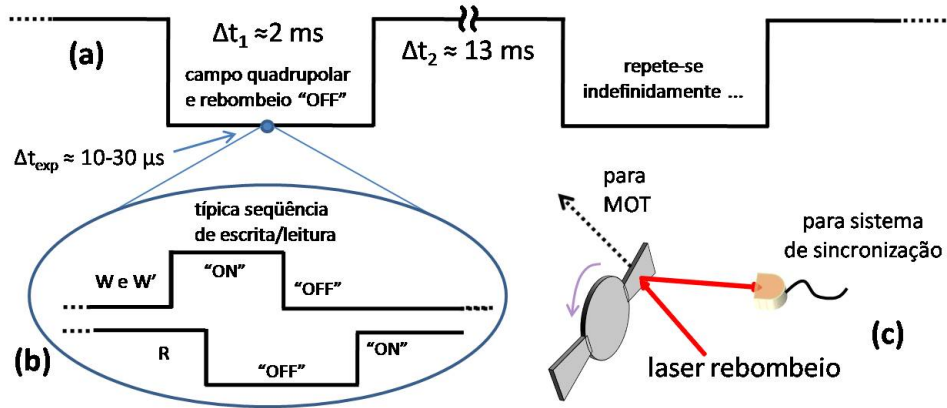 (a)
Δt1 ≈2 ms
campo quadrupolar
e rebombeio “OFF”
Δt2 ≈ 13 ms
repete-se
indefinidamente ...
Δtexp ≈ 10-30 μs
típica seqüência
de escrita/leitura
W e W’
“ON”
“OFF”
(b)
R
“OFF”
“ON”
para
MOT
para sistema
de sincronização
laser rebombeio
(c)